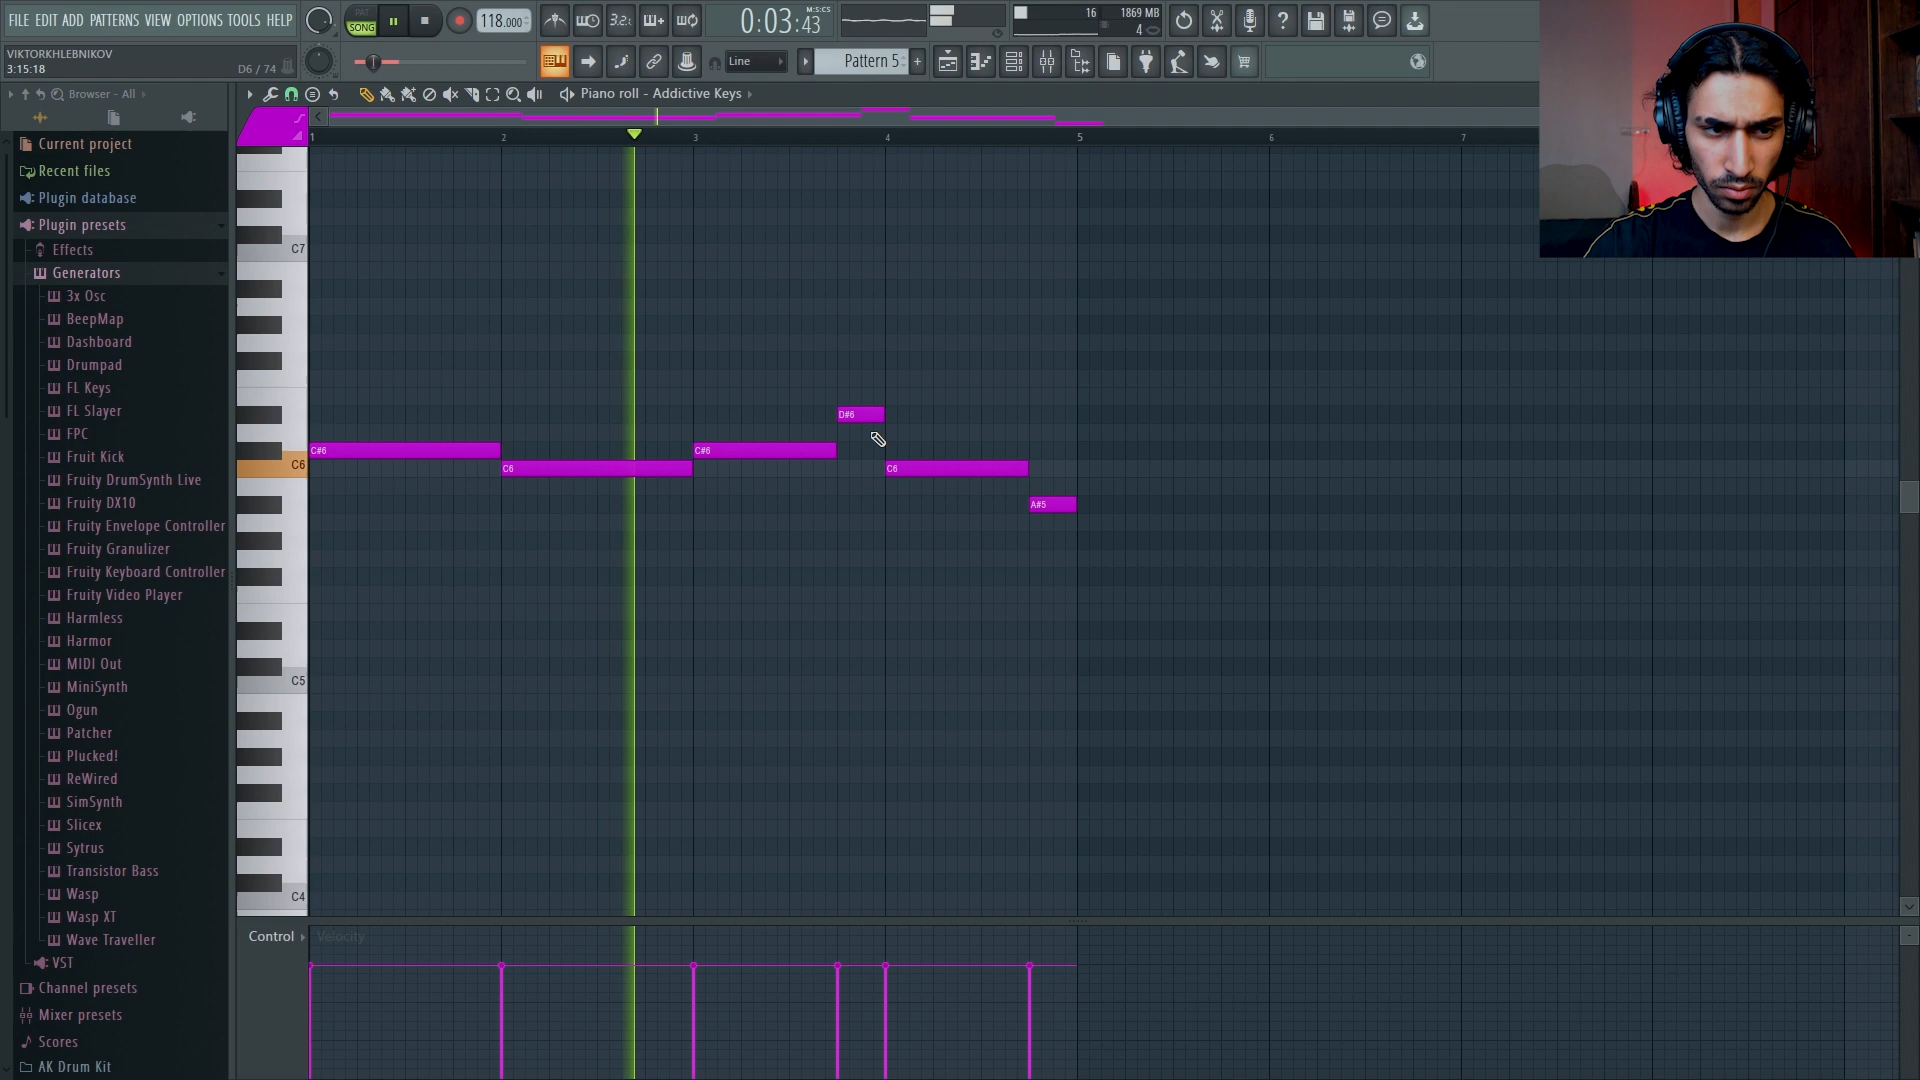 FILE EDIT ADD PATTERNS VIEW OPTIONS TOOLS HELP
PAT
SONG
118.000
3.2.
0:03:43
M:S:CS
16
1869 MB
4
VIKTORKHLEBNIKOV
3:15:18
D6 / 74
Line
Pattern 5
Browser - All
Piano roll - Addictive Keys
Current project
Recent files
Plugin database
Plugin presets
Effects
Generators
3x Osc
BeepMap
Dashboard
Drumpad
FL Keys
FL Slayer
FPC
Fruit Kick
Fruity DrumSynth Live
Fruity DX10
Fruity Envelope Controller
Fruity Granulizer
Fruity Keyboard Controller
Fruity Video Player
Harmless
Harmor
MIDI Out
MiniSynth
Ogun
Patcher
Plucked!
ReWired
SimSynth
Slicex
Sytrus
Transistor Bass
Wasp
Wasp XT
Wave Traveller
VST
Channel presets
Mixer presets
Scores
AK Drum Kit
1 2 3 4 5 6 7
C7
D#6
C#6 C#6
C6 C6 C6
A#5
C5
C4
Control Velocity